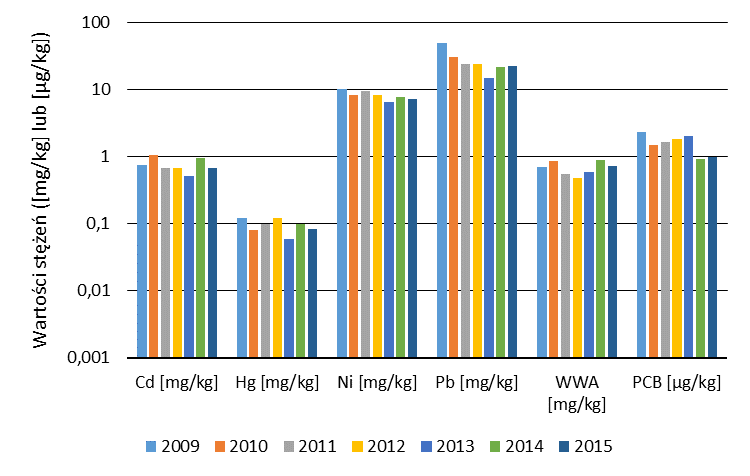 Wartości stężeń ([mg/kg] lub [µg/kg])
100
10
1
0,1
0,01
0,001
Cd [mg/kg] Hg [mg/kg] Ni [mg/kg] Pb [mg/kg] WWA PCB [µg/kg]
[mg/kg]
2009 2010 2011 2012 2013 2014 2015